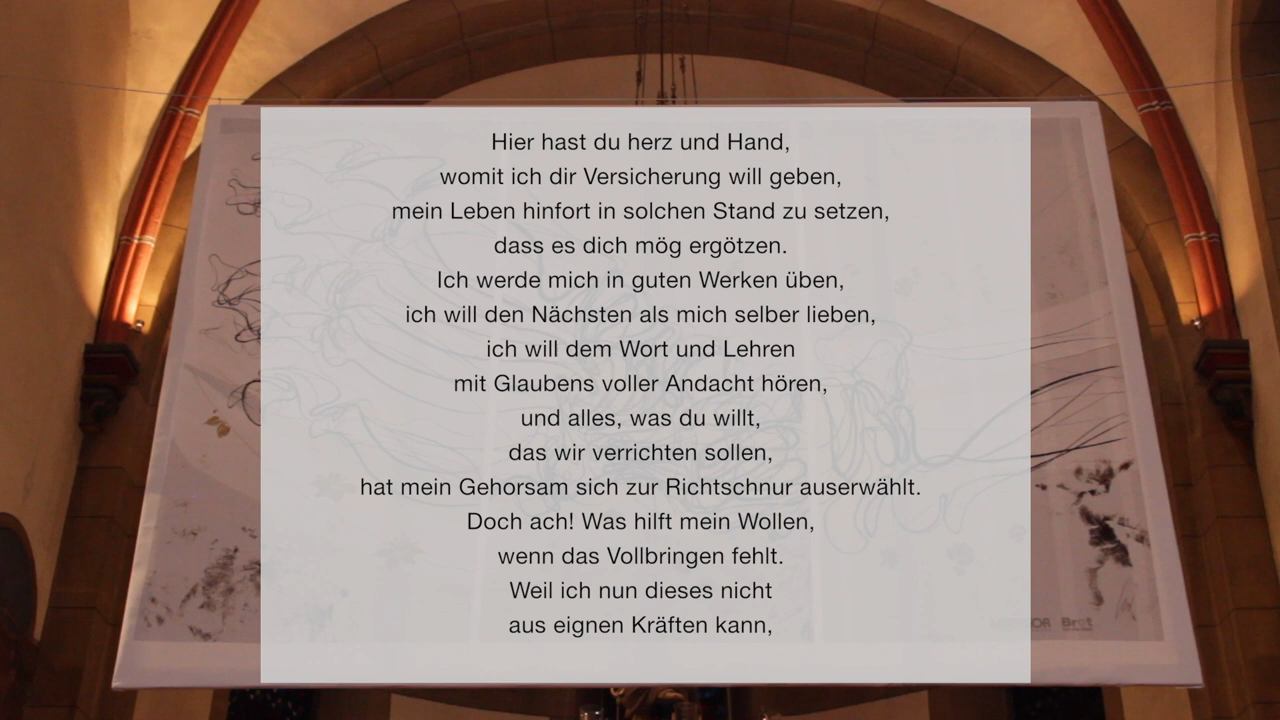 Hier hast du herz und Hand,
womit ich dir Versicherung will geben,
mein Leben hinfort in solchen Stand zu setzen,
dass es dich mög ergötzen.
Ich werde mich in guten Werken üben,
ich will den Nächsten als mich selber lieben,
ich will dem Wort und Lehren
mit Glaubens voller Andacht hören,
und alles, was du willt,
das wir verrichten sollen,
hat mein Gehorsam sich zur Richtschnur auserwählt.
Doch ach! Was hilft mein Wollen,
wenn das Vollbringen fehlt.
Weil ich nun dieses nicht
aus eignen Kräften kann,